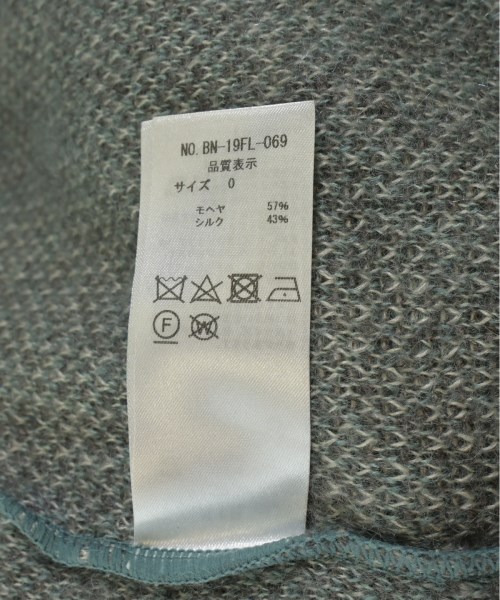 NO.BN-19FL-069
品質表示
サイズ 0
モヘヤ 57%
シルク 43%
F W